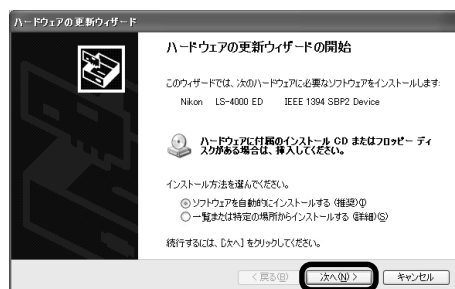 ハードウェアの更新ウィザード
ハードウェアの更新ウィザードの開始
このウィザードでは、次のハードウェアに必要なソフトウェアをインストールします:
Nikon LS-4000 ED IEEE 1394 SBP2 Device
ハードウェアに付属のインストール CD またはフロッピー ディ
スクがある場合は、挿入してください。
インストール方法を選んでください。
ソフトウェアを自動的にインストールする (推奨)(I)
一覧または特定の場所からインストールする (詳細)(S)
続行するには、[次へ] をクリックしてください。
< 戻る(B) 次へ(N) > キャンセル